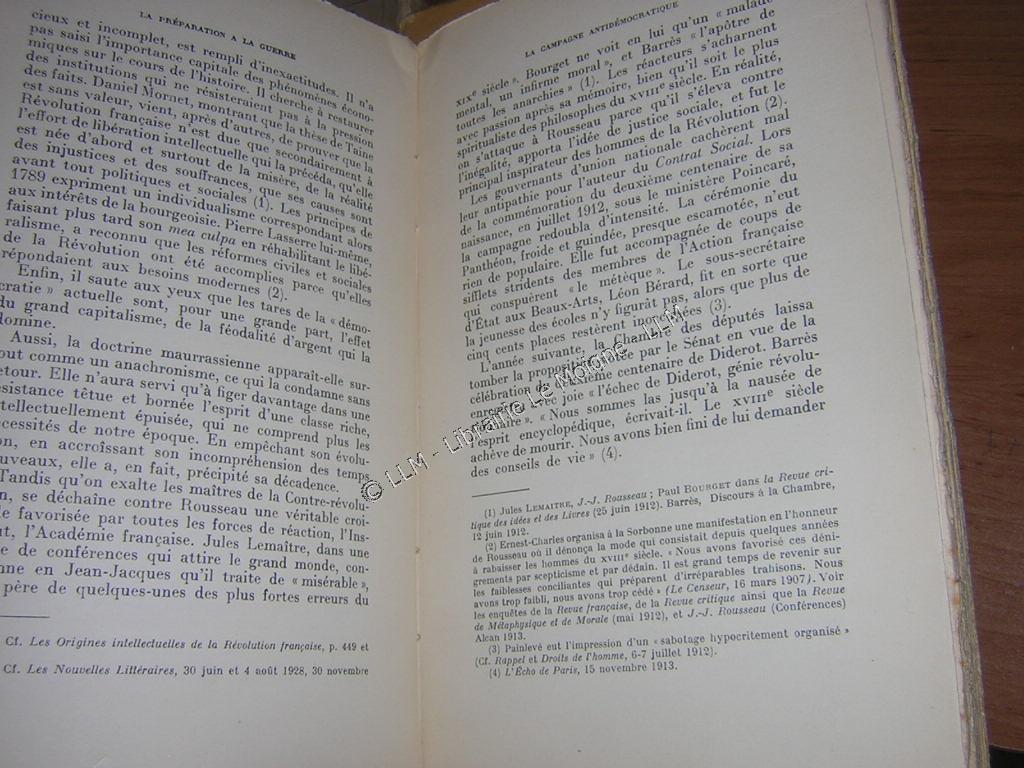 LA PRÉPARATION A LA GUERRE
cieux et incomplet, est rempli d'inexactitudes. Il n'a
pas saisi l'importance capitale des phénomènes écono-
miques sur le cours de l'histoire. Il cherche à restaurer
des institutions qui ne résisteraient pas à la pression
des faits. Daniel Mornet, montrant que la thèse de Taine
est sans valeur, vient, après d'autres, de prouver que la
Révolution française n'est due que secondairement à
l'effort de libération intellectuelle qui la précéda, qu'elle
est née d'abord et surtout de la misère, de la réalité
des injustices et des souffrances, que ses causes sont
avant tout politiques et sociales (1). Les principes de
1789 expriment un individualisme correspondant alors
aux intérêts de la bourgeoisie. Pierre Lasserre lui-même,
faisant plus tard son mea culpa en réhabilitant le libé-
ralisme, a reconnu que les réformes civiles et sociales
de la Révolution ont été accomplies parce qu'elles
répondaient aux besoins modernes (2).
Enfin, il saute aux yeux que les tares de la « démo-
cratie » actuelle sont, pour une grande part, l'effet
du grand capitalisme, de la féodalité d'argent qui la
domine.
Aussi, la doctrine maurrassienne apparaît-elle sur-
out comme un anachronisme, ce qui la condamne sans
etour. Elle n'aura servi qu'à figer davantage dans une
ésistance têtue et bornée l'esprit d'une classe riche,
ntellectuellement épuisée, qui ne comprend plus les
écessités de notre époque. En empêchant son évolu-
on, en accroîssant son incompréhension des temps
uveaux, elle a, en fait, précipité sa décadence.
Tandis qu'on exalte les maîtres de la Contre-révolu-
n, se déchaîne contre Rousseau une véritable croi-
e favorisée par toutes les forces de réaction, l'Ins-
ut, l'Académie française. Jules Lemaître, dans une
e de conférences qui attire le grand monde, con-
nne en Jean-Jacques qu'il traite de « misérable »,
père de quelques-unes des plus fortes erreurs du
Cf. Les Origines intellectuelles de la Révolution française, p. 449 et
Cf. Les Nouvelles Littéraires, 30 juin et 4 août 1928, 30 novembre
LA CAMPAGNE ANTIDÉMOCRATIQUE
XIXe siècle ». Bourget ne voit en lui qu'un « malade
mental, un infirme moral », et Barrès « l'apôtre de
toutes les anarchies » (1). Les réacteurs s'acharnent
avec passion après sa mémoire, bien qu'il soit le plus
spiritualiste des philosophes du XVIIIe siècle. En réalité,
on s'attaque à Rousseau parce qu'il s'éleva contre
l'inégalité, apporta l'idée de justice sociale, et fut le
principal inspirateur des hommes de la Révolution (2).
Les gouvernants d'union nationale cachèrent mal
leur antipathie pour l'auteur du Contrat Social. Lors
de la commémoration du deuxième centenaire de sa
naissance, en juillet 1912, sous le ministère Poincaré,
la campagne redoubla d'intensité. La cérémonie du
Panthéon, froide et guindée, presque escamotée, n'eut
rien de populaire. Elle fut accompagnée de coups de
sifflets stridents des membres de l'Action française
qui conspuèrent « le métèque ». Le sous-secrétaire
d'État aux Beaux-Arts, Léon Bérard, fit en sorte que
la jeunesse des écoles n'y figurât pas, alors que plus de
cinq cents places restèrent inoccupées (3).
L'année suivante, la Chambre des députés laissa
tomber la proposition votée par le Sénat en vue de la
célébration du deuxième centenaire de Diderot. Barrès
enregistre avec joie « l'échec de Diderot, génie révolu-
tionnaire ». « Nous sommes las jusqu'à la nausée de
l'esprit encyclopédique, écrivait-il. Le XVIIIe siècle
achève de mourir. Nous avons bien fini de lui demander
des conseils de vie » (4).
(1) Jules LEMAITRE, J.-J. Rousseau ; Paul BOURGET dans la Revue cri-
tique des idées et des Livres (25 juin 1912). Barrès, Discours à la Chambre,
12 juin 1912.
(2) Ernest-Charles organisa à la Sorbonne une manifestation en l'honneur
de Rousseau où il dénonça la mode qui consistait depuis quelques années
à rabaisser les hommes du XVIIIe siècle. « Nous avons favorisé ces déni-
grements par scepticisme et par dédain. Il est grand temps de revenir sur
les faiblesses conciliantes qui préparent d'irréparables trahisons. Nous
avons trop faibli, nous avons trop cédé » (Le Censeur, 16 mars 1907). Voir
les enquêtes de la Revue française, de la Revue critique ainsi que la Revue
de Métaphysique et de Morale (mai 1912), et J.-J. Rousseau (Conférences)
Alcan 1913.
(3) Painlevé eut l'impression d'un « sabotage hypocritement organisé »
(Cf. Rappel et Droits de l'homme, 6-7 juillet 1912).
(4) L'Écho de Paris, 15 novembre 1913.
© LLM - Librairie Le Moine - LLM